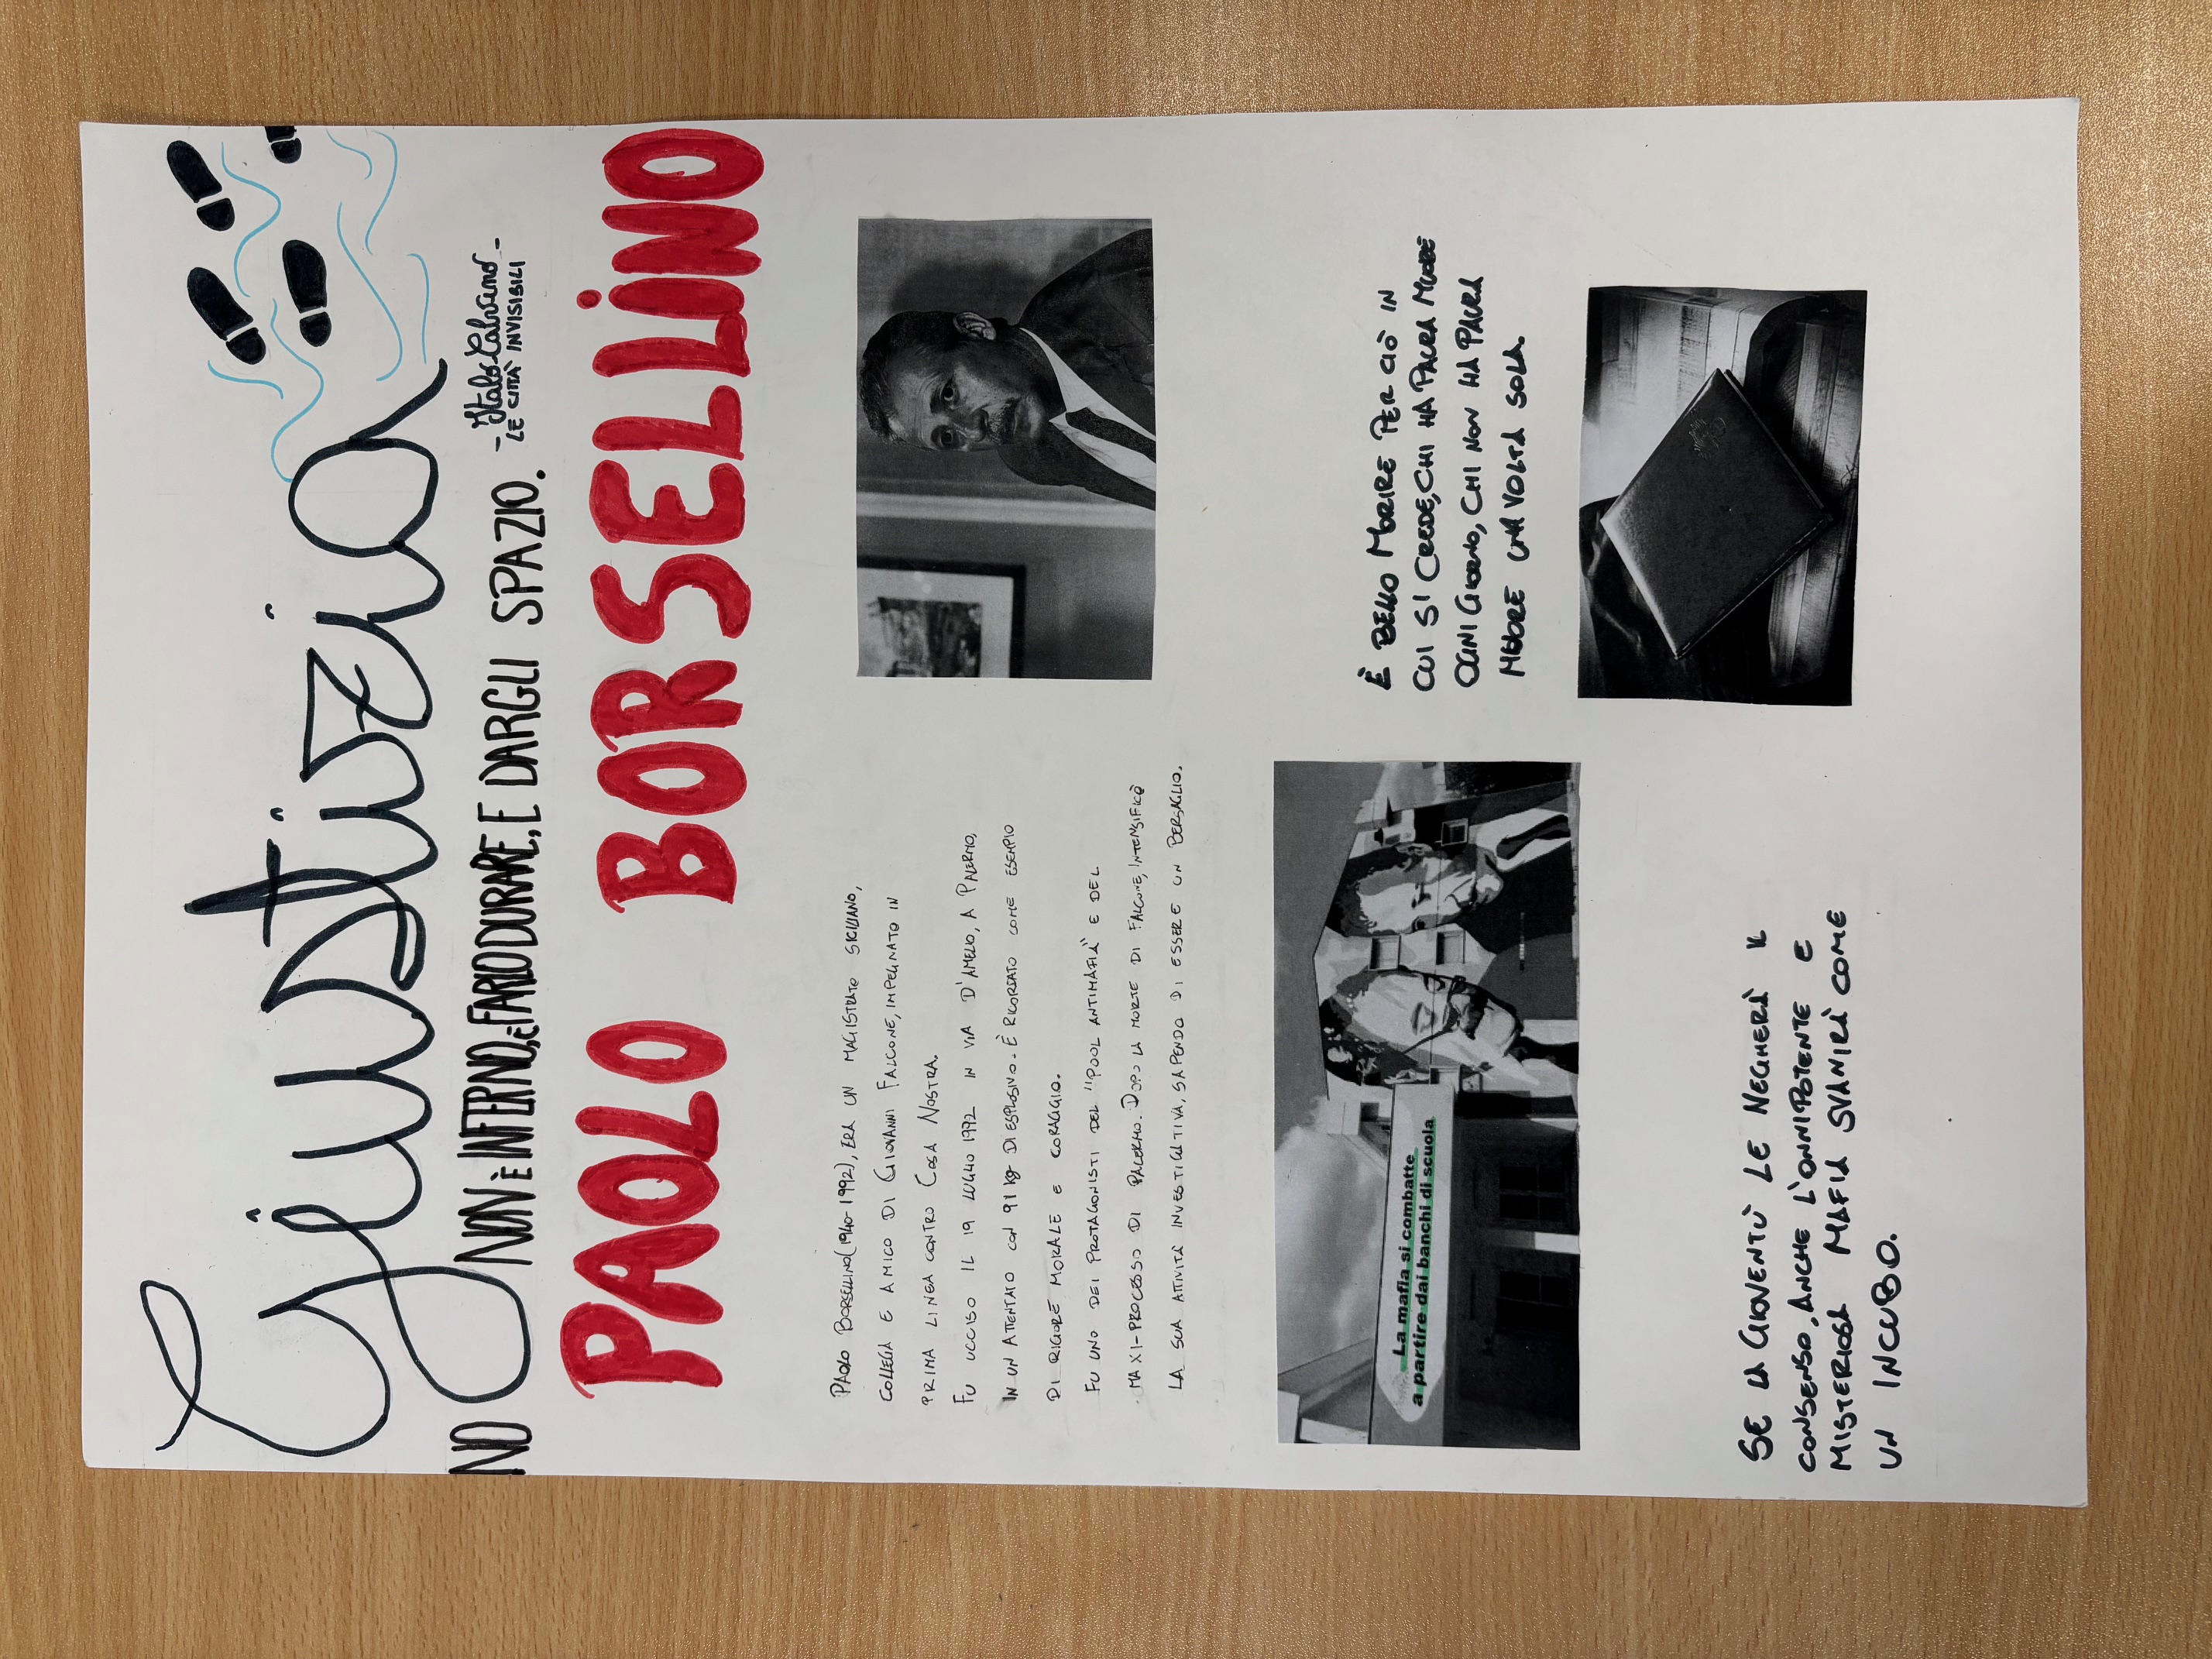 Giustizia
NO NON È INFERNO, E FARLO DURARE, E DARGLI SPAZIO.
- Italo Calvino -
LE CITTÀ INVISIBILI
PAOLO BORSELLINO
PAOLO BORSELLINO (1940-1992), ERA UN MAGISTRATO SICILIANO,
COLLEGA E AMICO DI GIOVANNI FALCONE, IMPEGNATO IN
PRIMA LINEA CONTRO COSA NOSTRA.
FU UCCISO IL 19 LUGLIO 1992 IN VIA D'AMELIO, A PALERMO,
IN UN ATTENTATO CON 91 kg DI ESPLOSIVO. È RICORDATO COME ESEMPIO
DI RIGORE MORALE E CORAGGIO.
FU UNO DEI PROTAGONISTI DEL "POOL ANTIMAFIA" E DEL
MAXI-PROCESSO DI PALERMO. DOPO LA MORTE DI FALCONE, INTENSIFICÒ
LA SUA ATTIVITÀ INVESTIGATIVA, SAPENDO DI ESSERE UN BERSAGLIO.
La mafia si combatte
a partire dai banchi di scuola
È BELLO MORIRE PER CIÒ IN
CUI SI CREDE, CHI HA PAURA MUORE
OGNI GIORNO, CHI NON HA PAURA
MUORE UNA VOLTA SOLA.
SE LA GIOVENTÙ LE NEGHERÀ IL
CONSENSO, ANCHE L'ONNIPOTENTE E
MISTERIOSA MAFIA SVANIRÀ COME
UN INCUBO.